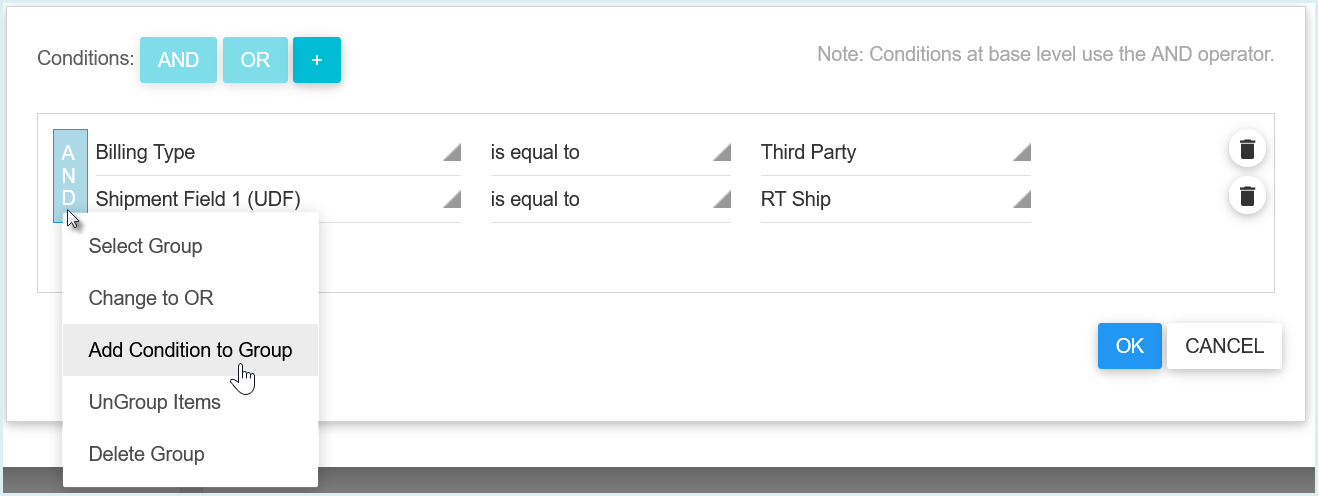 Conditions: AND OR + Note: Conditions at base level use the AND operator.
AND
Billing Type is equal to Third Party
Shipment Field 1 (UDF) is equal to RT Ship
Select Group
Change to OR
Add Condition to Group
UnGroup Items
Delete Group
OK CANCEL